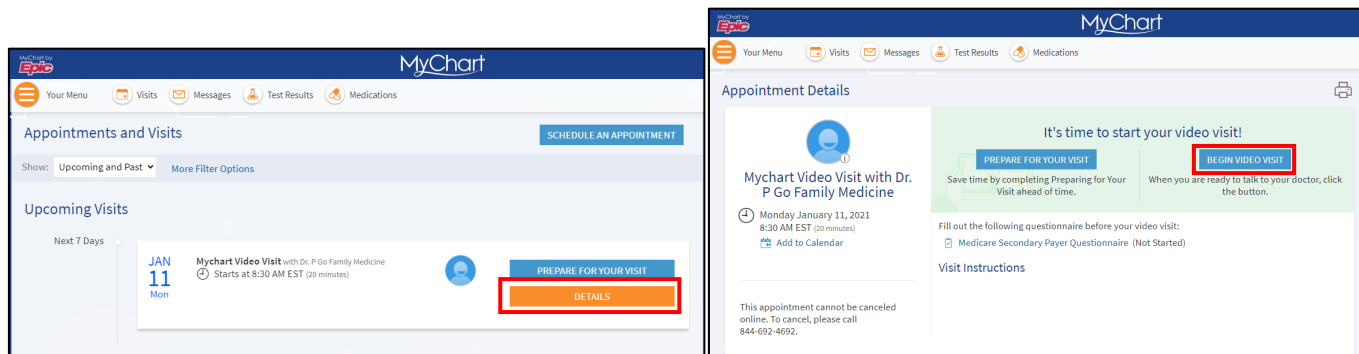 MyChart by
Epic
MyChart
Your Menu
Visits
Messages
Test Results
Medications
Appointments and Visits
SCHEDULE AN APPOINTMENT
Show: Upcoming and Past
More Filter Options
Upcoming Visits
Next 7 Days
JAN
11
Mon
Mychart Video Visit with Dr. P Go Family Medicine
Starts at 8:30 AM EST (20 minutes)
PREPARE FOR YOUR VISIT
DETAILS
MyChart by
Epic
MyChart
Your Menu
Visits
Messages
Test Results
Medications
Appointment Details
Mychart Video Visit with Dr.
P Go Family Medicine
Monday January 11, 2021
8:30 AM EST (20 minutes)
Add to Calendar
This appointment cannot be canceled
online. To cancel, please call
844-692-4692.
It's time to start your video visit!
PREPARE FOR YOUR VISIT
Save time by completing Preparing for Your
Visit ahead of time.
BEGIN VIDEO VISIT
When you are ready to talk to your doctor, click
the button.
Fill out the following questionnaire before your video visit:
Medicare Secondary Payer Questionnaire (Not Started)
Visit Instructions